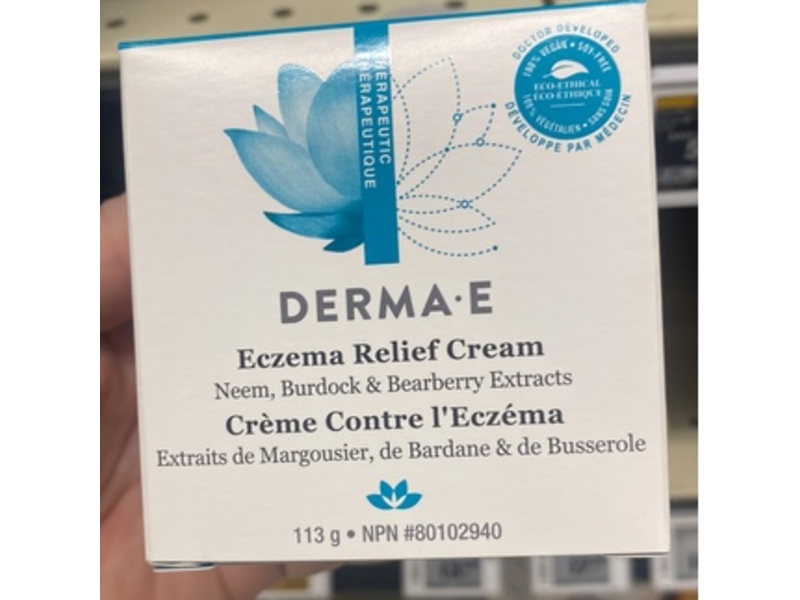 THERAPEUTIC
THÉRAPEUTIQUE
DOCTOR DEVELOPED
100% VEGAN • SOY-FREE
ECO-ETHICAL
ÉCO-ÉTHIQUE
100% VÉGÉTALIEN • SANS SOYA
DÉVELOPPÉ PAR MÉDECIN
DERMA·E
Eczema Relief Cream
Neem, Burdock & Bearberry Extracts
Crème Contre l'Eczéma
Extraits de Margousier, de Bardane & de Busserole
113 g • NPN #80102940